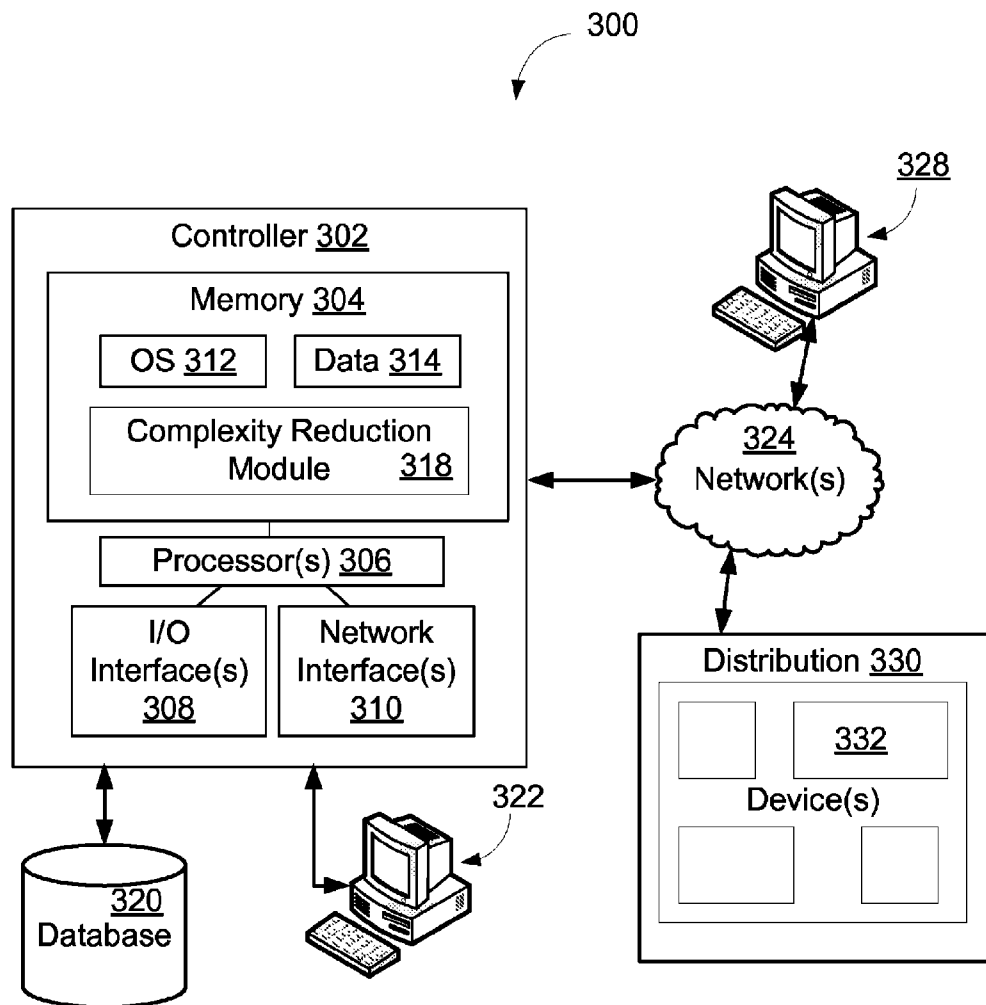 300
328
Controller 302
Memory 304
OS 312
Data 314
Complexity Reduction
Module 318
Processor(s) 306
I/O
Interface(s)
308
Network
Interface(s)
310
324
Network(s)
Distribution 330
332
Device(s)
322
320
Database